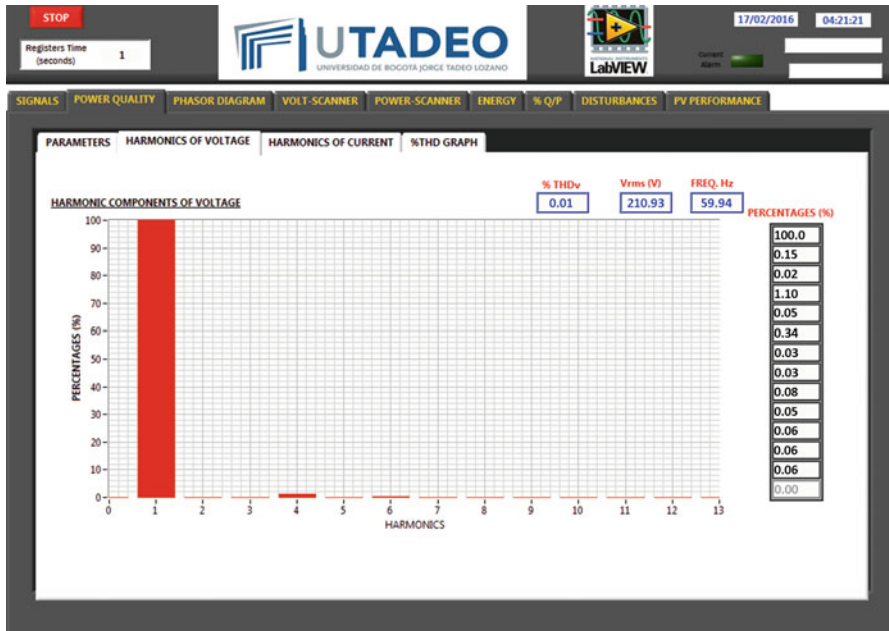 STOP
17/02/2016 04:21:21
Registers Time
(seconds) 1
UTADEO
UNIVERSIDAD DE BOGOTÁ JORGE TADEO LOZANO
NATIONAL INSTRUMENTS
LabVIEW
Current
Alarm
SIGNALS POWER QUALITY PHASOR DIAGRAM VOLT-SCANNER POWER-SCANNER ENERGY % Q/P DISTURBANCES PV PERFORMANCE
PARAMETERS HARMONICS OF VOLTAGE HARMONICS OF CURRENT %THD GRAPH
% THDv Vrms (V) FREQ. Hz
0.01 210.93 59.94
HARMONIC COMPONENTS OF VOLTAGE
PERCENTAGES (%)
100
90
80
70
60
50
40
30
20
10
0
PERCENTAGES (%)
0 1 2 3 4 5 6 7 8 9 10 11 12 13
HARMONICS
100.0
0.15
0.02
1.10
0.05
0.34
0.03
0.03
0.08
0.05
0.06
0.06
0.06
0.00